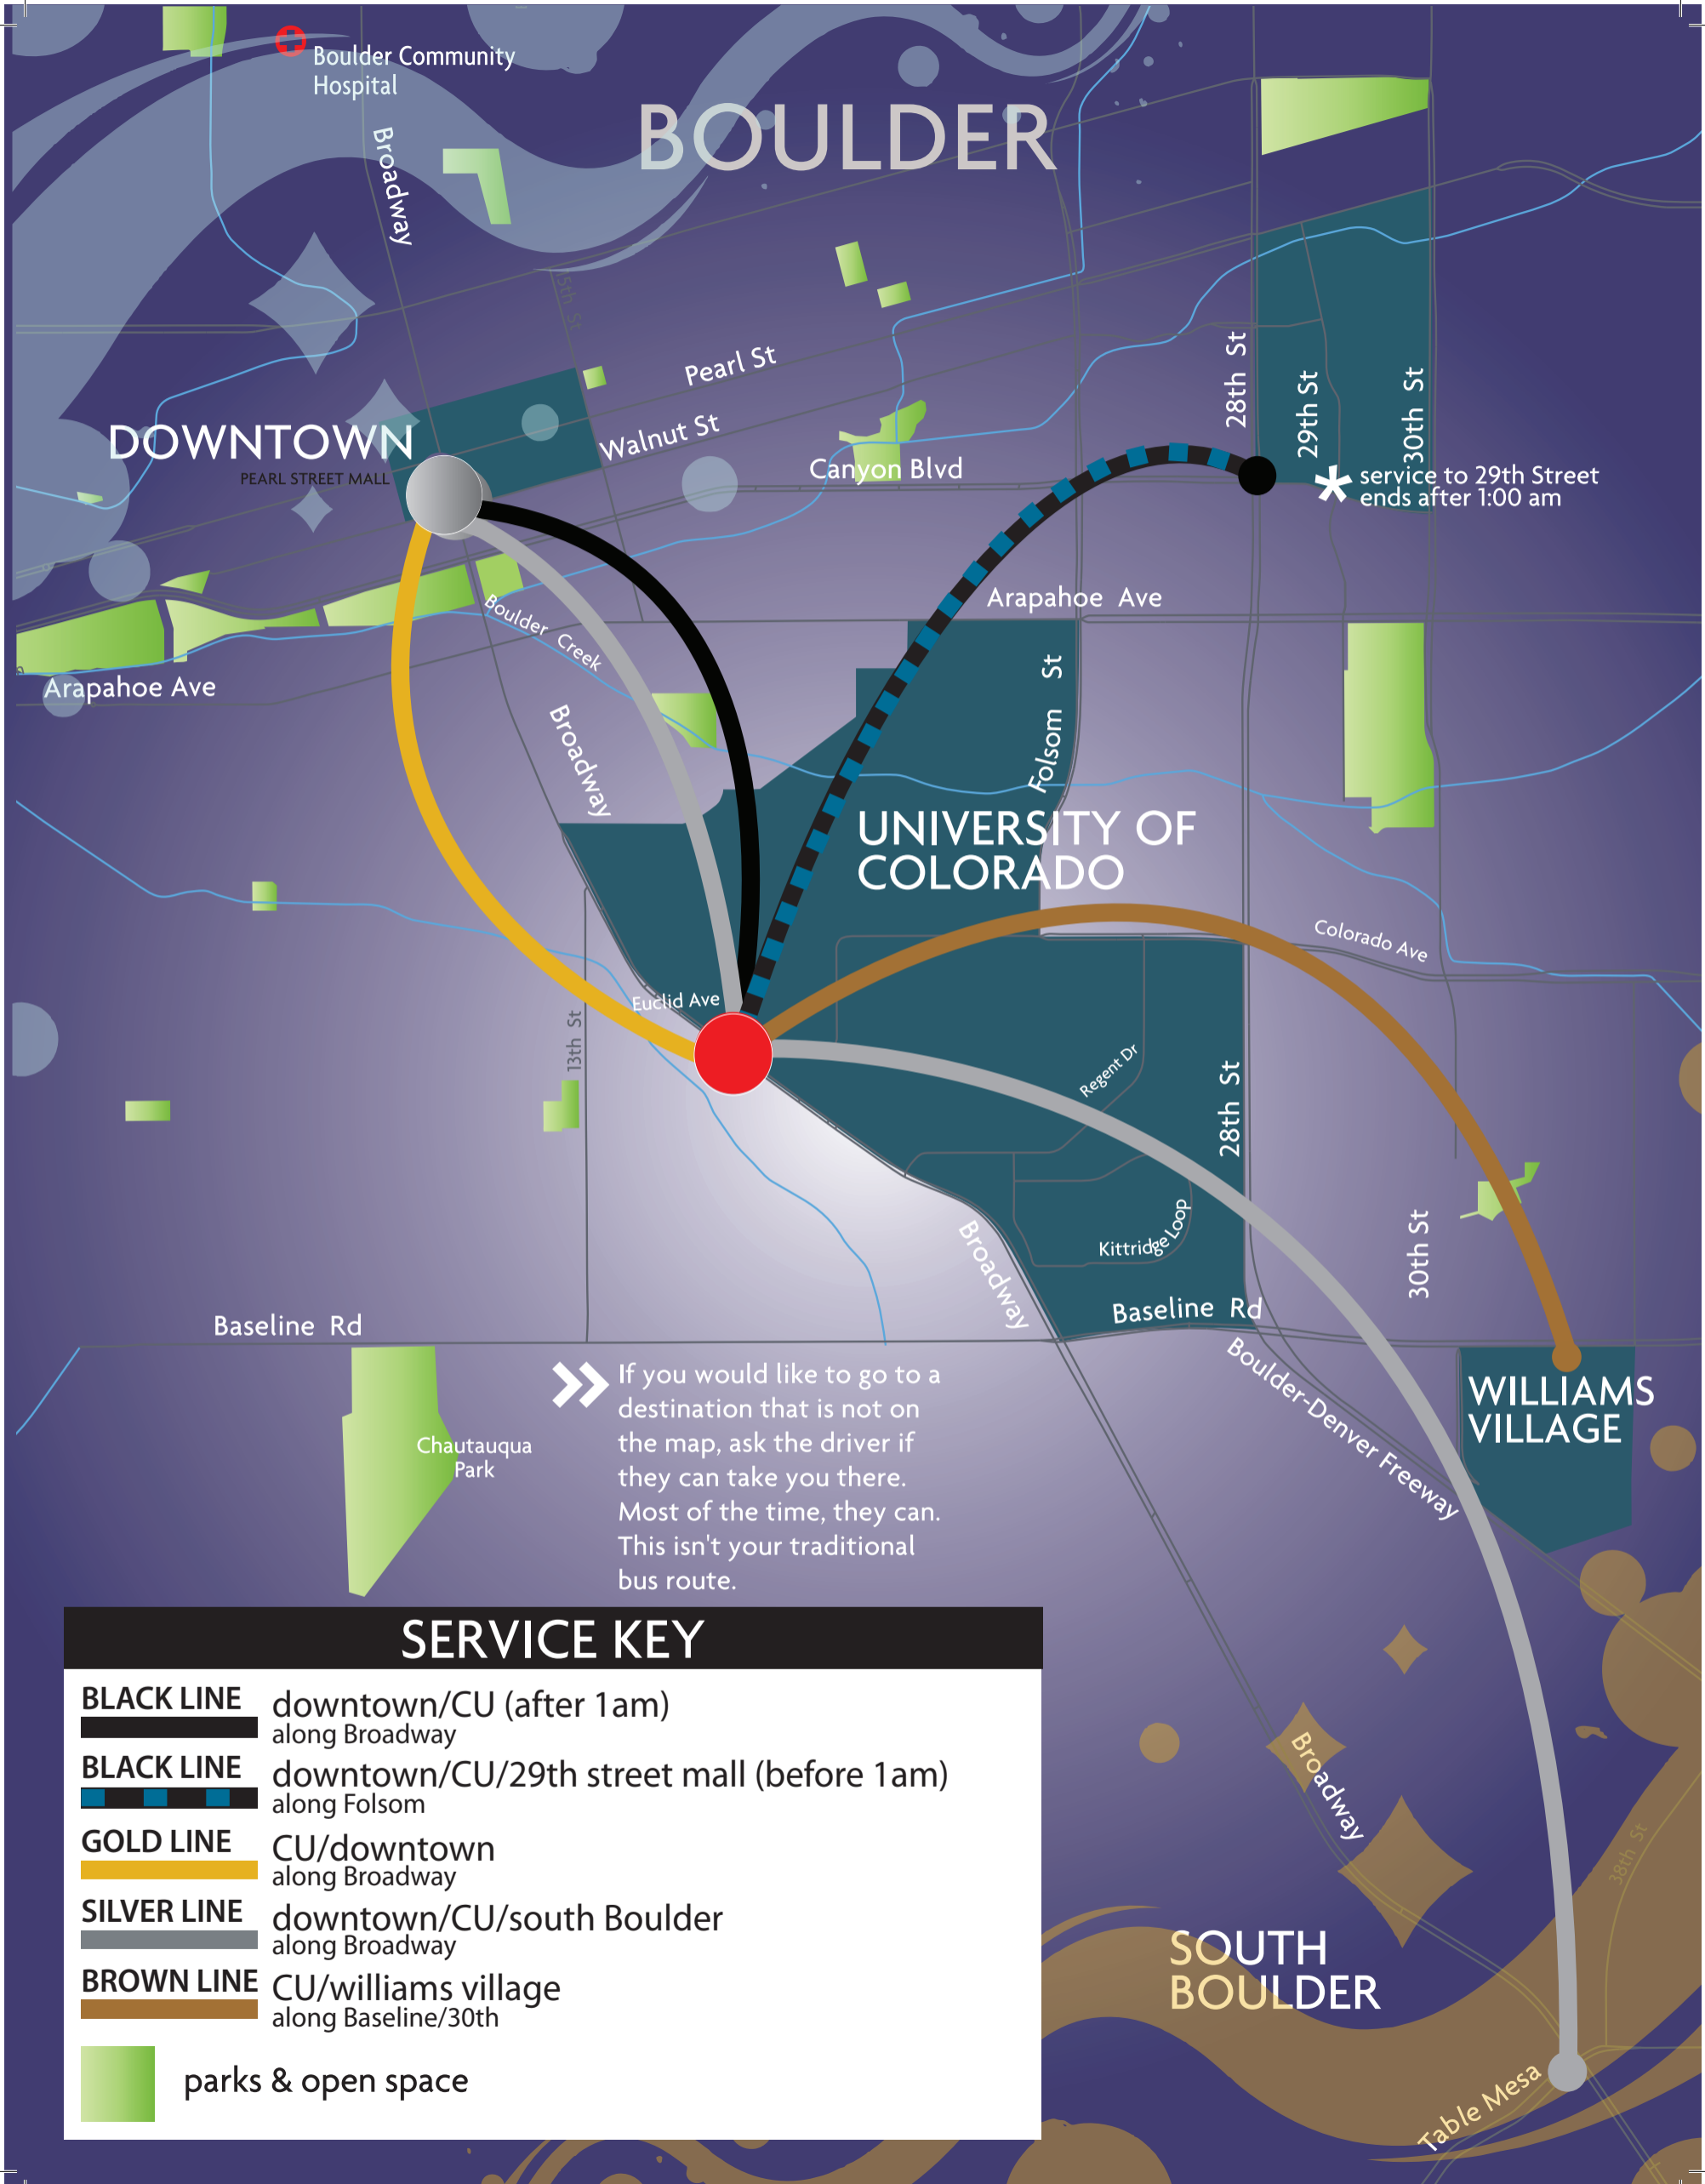 Boulder Community
Hospital
BOULDER
Broadway
15th St
Pearl St
Walnut St
28th St
29th St
30th St
DOWNTOWN
PEARL STREET MALL
Canyon Blvd
* service to 29th Street
ends after 1:00 am
Arapahoe Ave
Boulder Creek
Arapahoe Ave
Folsom St
Broadway
UNIVERSITY OF
COLORADO
Colorado Ave
Euclid Ave
13th St
Regent Dr
28th St
Kittridge Loop
Broadway
30th St
Baseline Rd
Baseline Rd
Boulder-Denver Freeway
WILLIAMS
VILLAGE
Chautauqua
Park
If you would like to go to a
destination that is not on
the map, ask the driver if
they can take you there.
Most of the time, they can.
This isn't your traditional
bus route.
SERVICE KEY
BLACK LINE downtown/CU (after 1am)
along Broadway
BLACK LINE downtown/CU/29th street mall (before 1am)
along Folsom
GOLD LINE CU/downtown
along Broadway
SILVER LINE downtown/CU/south Boulder
along Broadway
BROWN LINE CU/williams village
along Baseline/30th
parks & open space
Broadway
38th St
SOUTH
BOULDER
Table Mesa